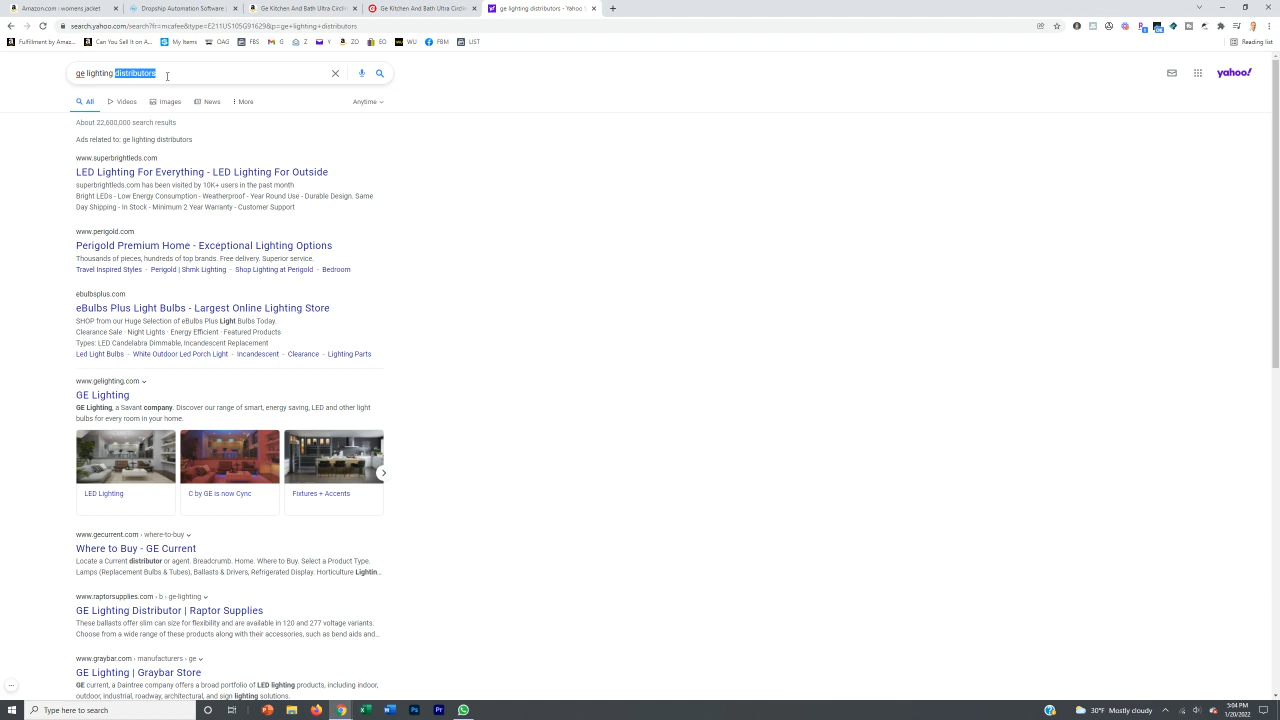 Amazon.com : womens jacket
Dropship Automation Software |
Ge Kitchen And Bath Ultra Circlin
Ge Kitchen And Bath Ultra Circlin
ge lighting distributors - Yahoo
search.yahoo.com/search?fr=mcafee&type=E211US105G91629&p=ge+lighting+distributors
Fulfillment by Amaz...
Can You Sell It on A...
My Items
OAG
FBS
G
Z
Y
ZO
EO
WU
FBM
LIST
Reading list
ge lighting distributors
yahoo!
All
Videos
Images
News
More
Anytime
About 22,600,000 search results
Ads related to: ge lighting distributors
www.superbrightleds.com
LED Lighting For Everything - LED Lighting For Outside
superbrightleds.com has been visited by 10K+ users in the past month
Bright LEDs - Low Energy Consumption - Weatherproof - Year Round Use - Durable Design. Same
Day Shipping - In Stock - Minimum 2 Year Warranty - Customer Support
www.perigold.com
Perigold Premium Home - Exceptional Lighting Options
Thousands of pieces, hundreds of top brands. Free delivery. Superior service.
Travel Inspired Styles - Perigold | Shmk Lighting - Shop Lighting at Perigold - Bedroom
ebulbsplus.com
eBulbs Plus Light Bulbs - Largest Online Lighting Store
SHOP from our Huge Selection of eBulbs Plus Light Bulbs Today.
Clearance Sale · Night Lights · Energy Efficient · Featured Products
Types: LED Candelabra Dimmable, Incandescent Replacement
Led Light Bulbs - White Outdoor Led Porch Light - Incandescent - Clearance - Lighting Parts
www.gelighting.com
GE Lighting
GE Lighting, a Savant company. Discover our range of smart, energy saving, LED and other light
bulbs for every room in your home.
LED Lighting
C by GE is now Cync
Fixtures + Accents
www.gecurrent.com › where-to-buy
Where to Buy - GE Current
Locate a Current distributor or agent. Breadcrumb. Home. Where to Buy. Select a Product Type.
Lamps (Replacement Bulbs & Tubes), Ballasts & Drivers, Refrigerated Display. Horticulture Lightin...
www.raptorsupplies.com › b › ge-lighting
GE Lighting Distributor | Raptor Supplies
These ballasts offer slim can size for flexibility and are available in 120 and 277 voltage variants.
Choose from a wide range of these products along with their accessories, such as bend aids and...
www.graybar.com › manufacturers › ge
GE Lighting | Graybar Store
GE current, a Daintree company offers a broad portfolio of LED lighting products, including indoor,
outdoor, industrial, roadway, architectural, and sign lighting solutions.
Type here to search
30°F Mostly cloudy
5:04 PM
1/20/2022